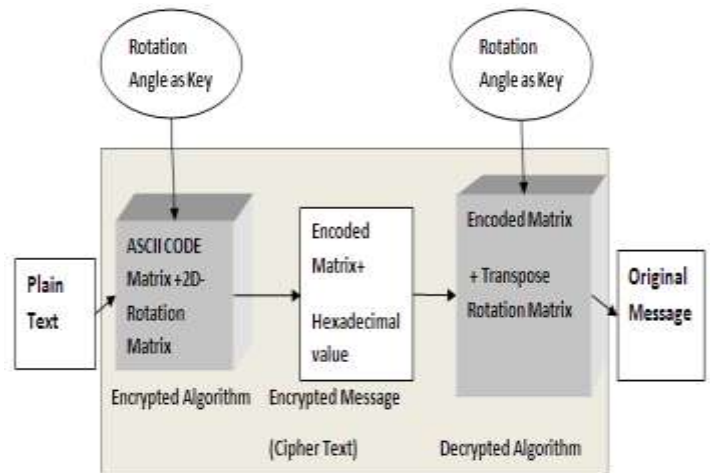 Rotation
Angle as Key
Rotation
Angle as Key
Plain
Text
ASCII CODE
Matrix +2D-
Rotation
Matrix
Encoded
Matrix+
Hexadecimal
value
Encoded Matrix
+ Transpose
Rotation Matrix
Original
Message
Encrypted Algorithm
Encrypted Message
(Cipher Text)
Decrypted Algorithm